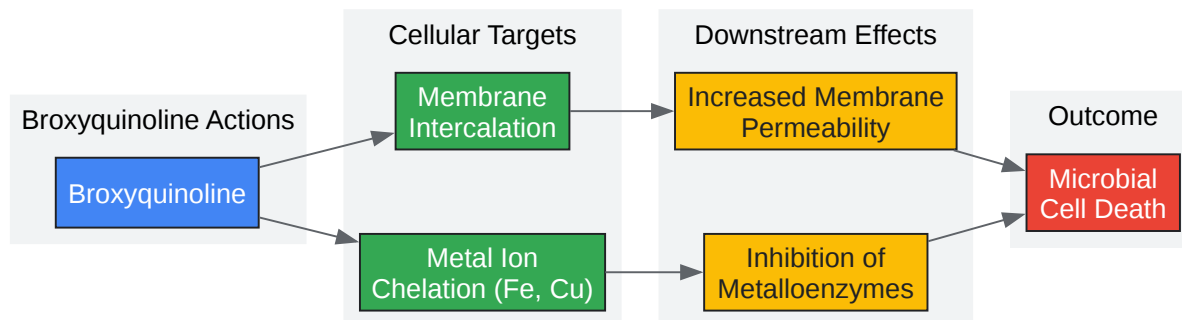 Broxyquinoline Actions
Broxyquinoline
Cellular Targets
Membrane
Intercalation
Metal Ion
Chelation (Fe, Cu)
Downstream Effects
Increased Membrane
Permeability
Inhibition of
Metalloenzymes
Outcome
Microbial
Cell Death